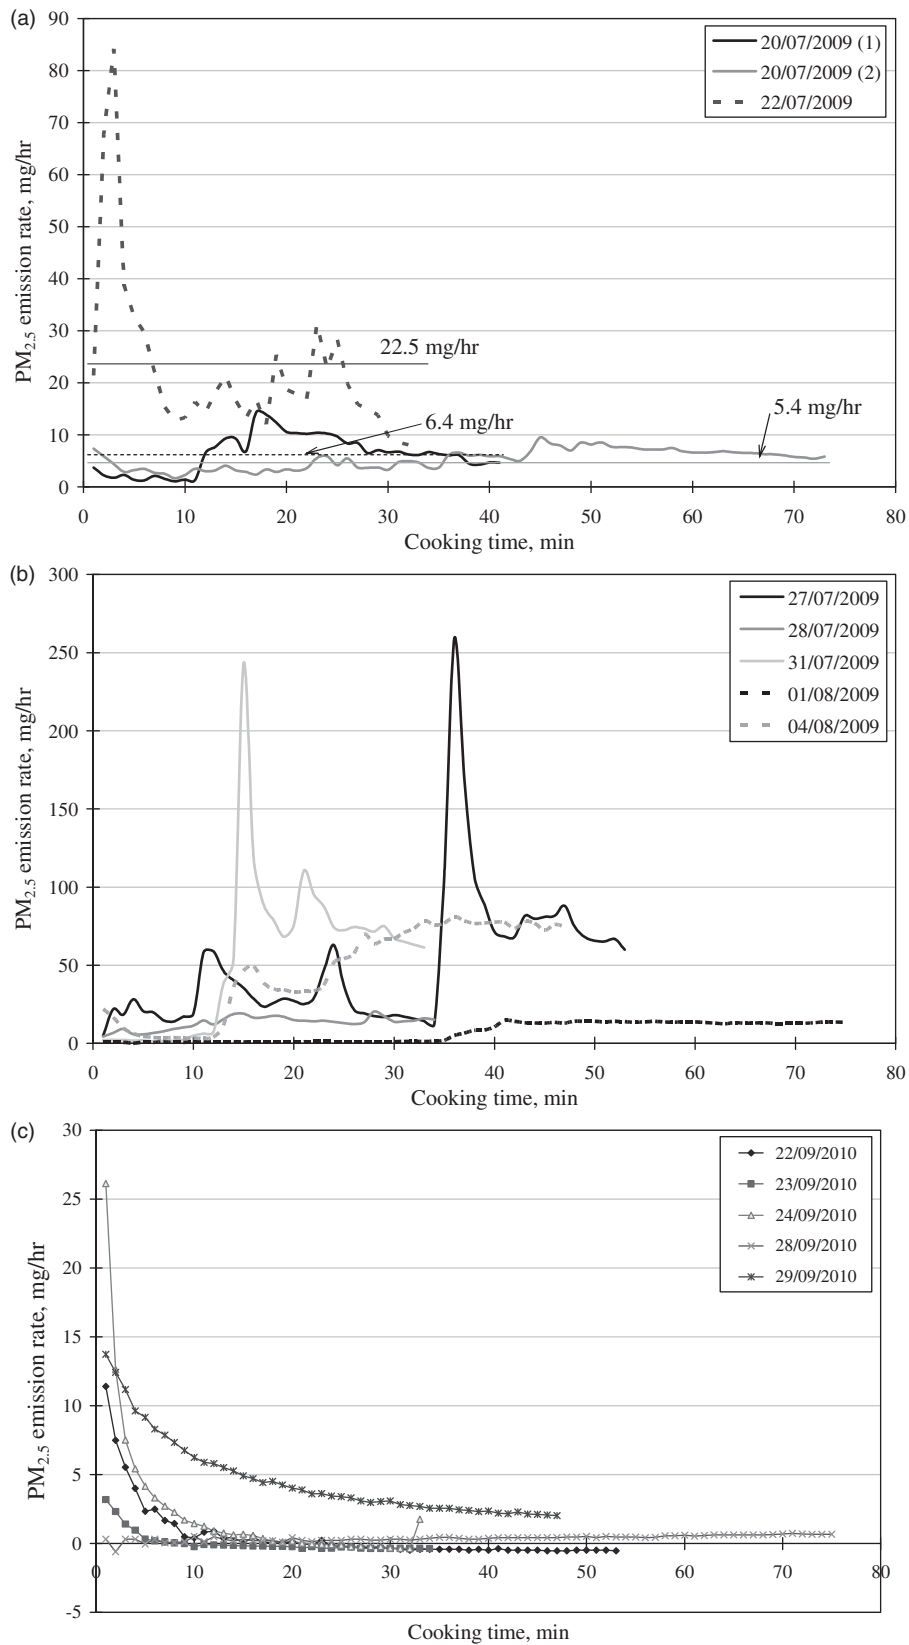 (a)
90
80
70
60
50
40
30
20
10
0
PM2.5 emission rate, mg/hr
20/07/2009 (1)
20/07/2009 (2)
22/07/2009
22.5 mg/hr
6.4 mg/hr
5.4 mg/hr
0 10 20 30 40 50 60 70 80
Cooking time, min
(b)
300
250
200
150
100
50
0
PM2.5 emission rate, mg/hr
27/07/2009
28/07/2009
31/07/2009
01/08/2009
04/08/2009
0 10 20 30 40 50 60 70 80
Cooking time, min
(c)
30
25
20
15
10
5
0
-5
PM2.5 emission rate, mg/hr
22/09/2010
23/09/2010
24/09/2010
28/09/2010
29/09/2010
0 10 20 30 40 50 60 70 80
Cooking time, min